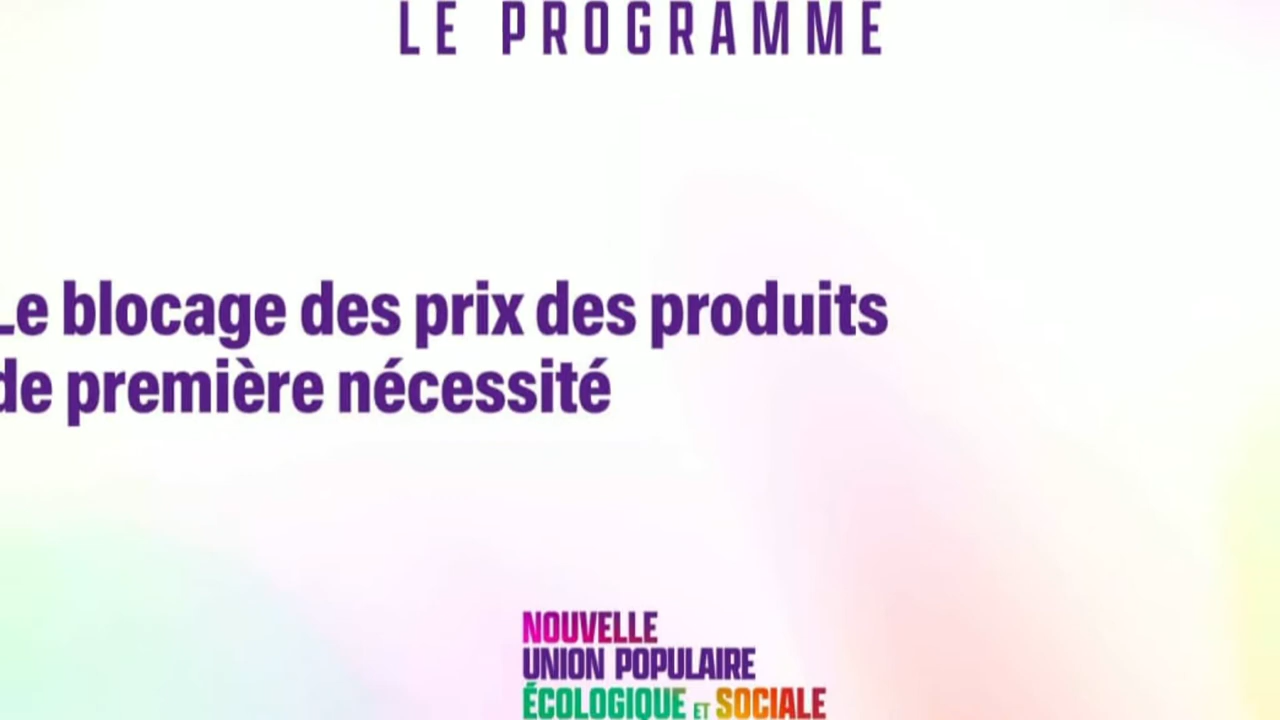 LE PROGRAMME
Le blocage des prix des produits
de première nécessité
NOUVELLE
UNION POPULAIRE
ÉCOLOGIQUE ET SOCIALE